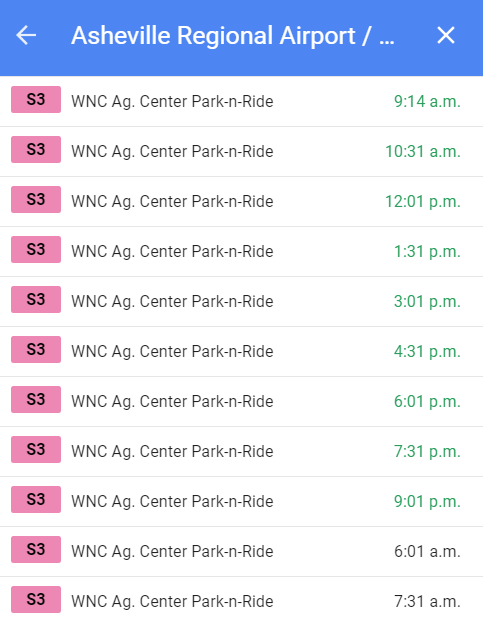 Asheville Regional Airport / ...
S3 WNC Ag. Center Park-n-Ride 9:14 a.m.
S3 WNC Ag. Center Park-n-Ride 10:31 a.m.
S3 WNC Ag. Center Park-n-Ride 12:01 p.m.
S3 WNC Ag. Center Park-n-Ride 1:31 p.m.
S3 WNC Ag. Center Park-n-Ride 3:01 p.m.
S3 WNC Ag. Center Park-n-Ride 4:31 p.m.
S3 WNC Ag. Center Park-n-Ride 6:01 p.m.
S3 WNC Ag. Center Park-n-Ride 7:31 p.m.
S3 WNC Ag. Center Park-n-Ride 9:01 p.m.
S3 WNC Ag. Center Park-n-Ride 6:01 a.m.
S3 WNC Ag. Center Park-n-Ride 7:31 a.m.